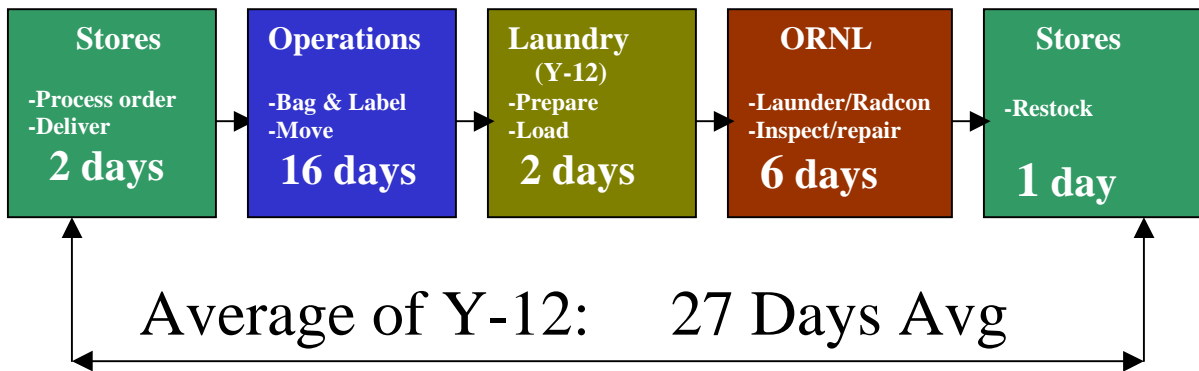 Stores
-Process order
-Deliver
2 days
Operations
-Bag & Label
-Move
16 days
Laundry
(Y-12)
-Prepare
-Load
2 days
ORNL
-Launder/Radcon
-Inspect/repair
6 days
Stores
-Restock
1 day
Average of Y-12: 27 Days Avg